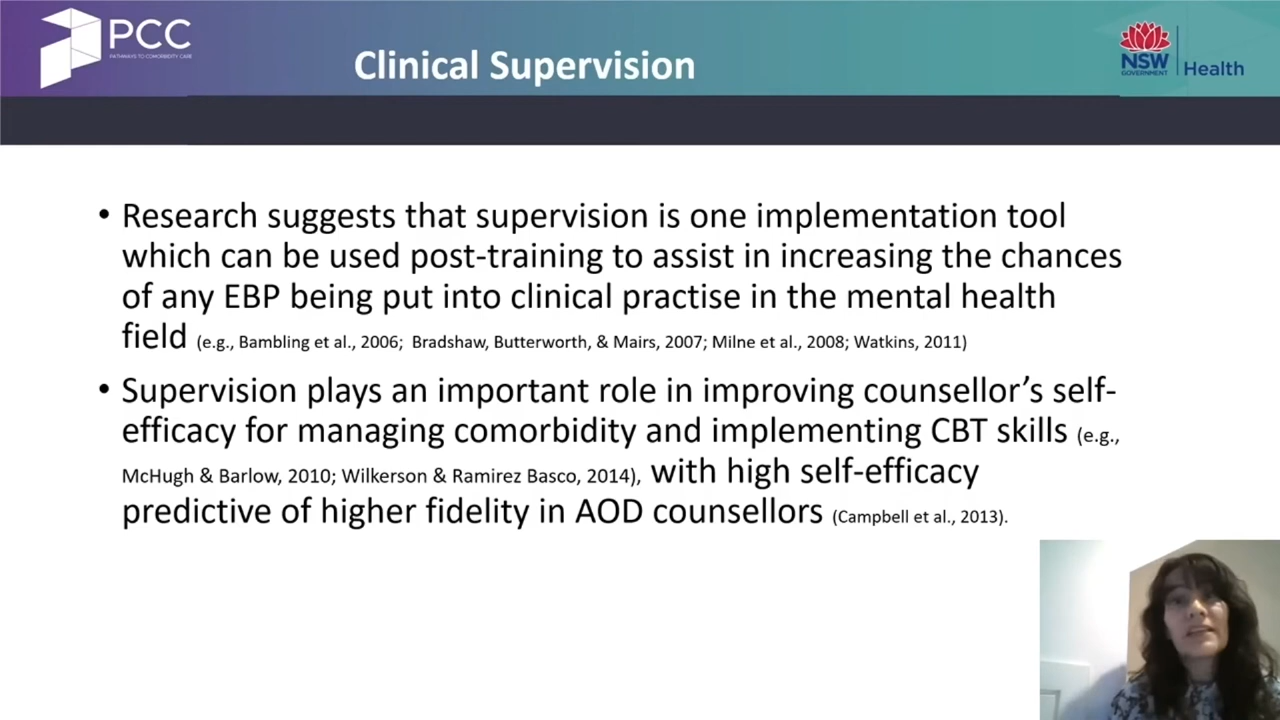 PCC
PATHWAYS TO COMORBIDITY CARE
Clinical Supervision
NSW
GOVERNMENT
Health
• Research suggests that supervision is one implementation tool
which can be used post-training to assist in increasing the chances
of any EBP being put into clinical practise in the mental health
field (e.g., Bambling et al., 2006; Bradshaw, Butterworth, & Mairs, 2007; Milne et al., 2008; Watkins, 2011)
• Supervision plays an important role in improving counsellor’s self-
efficacy for managing comorbidity and implementing CBT skills (e.g.,
McHugh & Barlow, 2010; Wilkerson & Ramirez Basco, 2014), with high self-efficacy
predictive of higher fidelity in AOD counsellors (Campbell et al., 2013).